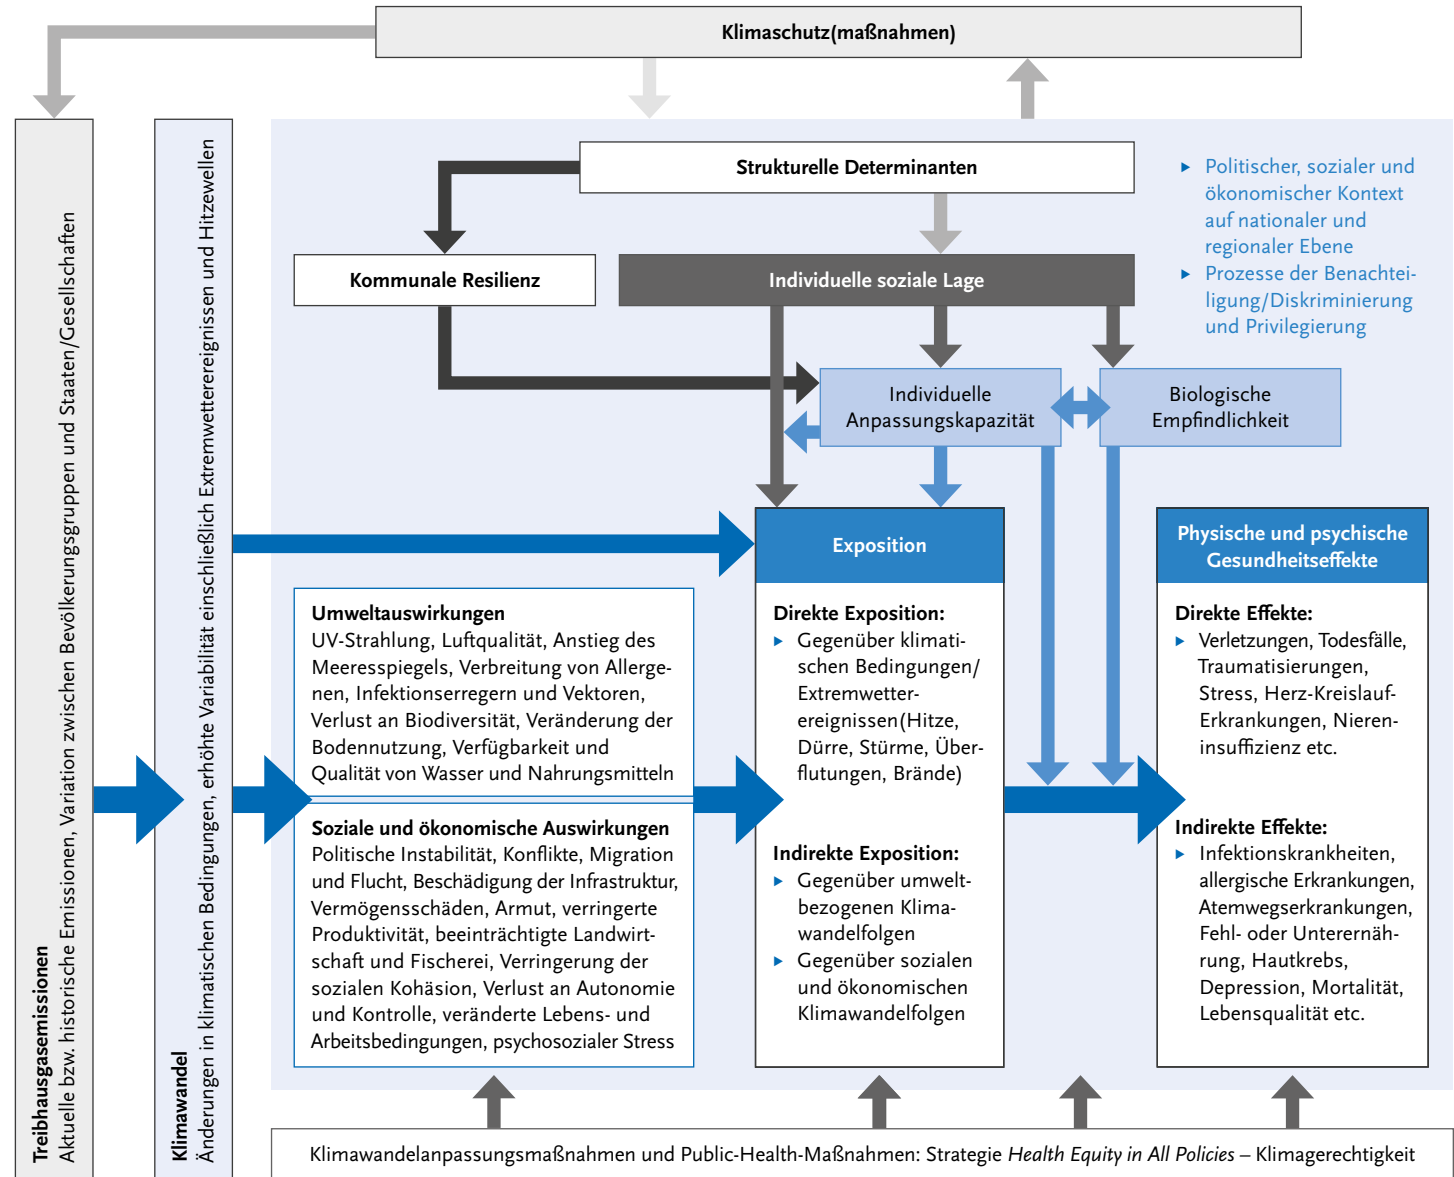 Klimaschutz(maßnahmen)
Treibhausgasemissionen
Aktuelle bzw. historische Emissionen, Variation zwischen Bevölkerungsgruppen und Staaten/Gesellschaften
Klimawandel
Änderungen in klimatischen Bedingungen, erhöhte Variabilität einschließlich Extremwetterereignissen und Hitzewellen
Strukturelle Determinanten
▸ Politischer, sozialer und
ökonomischer Kontext
auf nationaler und
regionaler Ebene
▸ Prozesse der Benachtei-
ligung/Diskriminierung
und Privilegierung
Kommunale Resilienz
Individuelle soziale Lage
Individuelle
Anpassungskapazität
Biologische
Empfindlichkeit
Umweltauswirkungen
UV-Strahlung, Luftqualität, Anstieg des
Meeresspiegels, Verbreitung von Allerge-
nen, Infektionserregern und Vektoren,
Verlust an Biodiversität, Veränderung der
Bodennutzung, Verfügbarkeit und
Qualität von Wasser und Nahrungsmitteln
Soziale und ökonomische Auswirkungen
Politische Instabilität, Konflikte, Migration
und Flucht, Beschädigung der Infrastruktur,
Vermögensschäden, Armut, verringerte
Produktivität, beeinträchtigte Landwirt-
schaft und Fischerei, Verringerung der
sozialen Kohäsion, Verlust an Autonomie
und Kontrolle, veränderte Lebens- und
Arbeitsbedingungen, psychosozialer Stress
Exposition
Direkte Exposition:
▸ Gegenüber klimati-
schen Bedingungen/
Extremwetter-
ereignissen(Hitze,
Dürre, Stürme, Über-
flutungen, Brände)
Indirekte Exposition:
▸ Gegenüber umwelt-
bezogenen Klima-
wandelfolgen
▸ Gegenüber sozialen
und ökonomischen
Klimawandelfolgen
Physische und psychische
Gesundheitseffekte
Direkte Effekte:
▸ Verletzungen, Todesfälle,
Traumatisierungen,
Stress, Herz-Kreislauf-
Erkrankungen, Nieren-
insuffizienz etc.
Indirekte Effekte:
▸ Infektionskrankheiten,
allergische Erkrankungen,
Atemwegserkrankungen,
Fehl- oder Unterernäh-
rung, Hautkrebs,
Depression, Mortalität,
Lebensqualität etc.
Klimawandelanpassungsmaßnahmen und Public-Health-Maßnahmen: Strategie Health Equity in All Policies – Klimagerechtigkeit